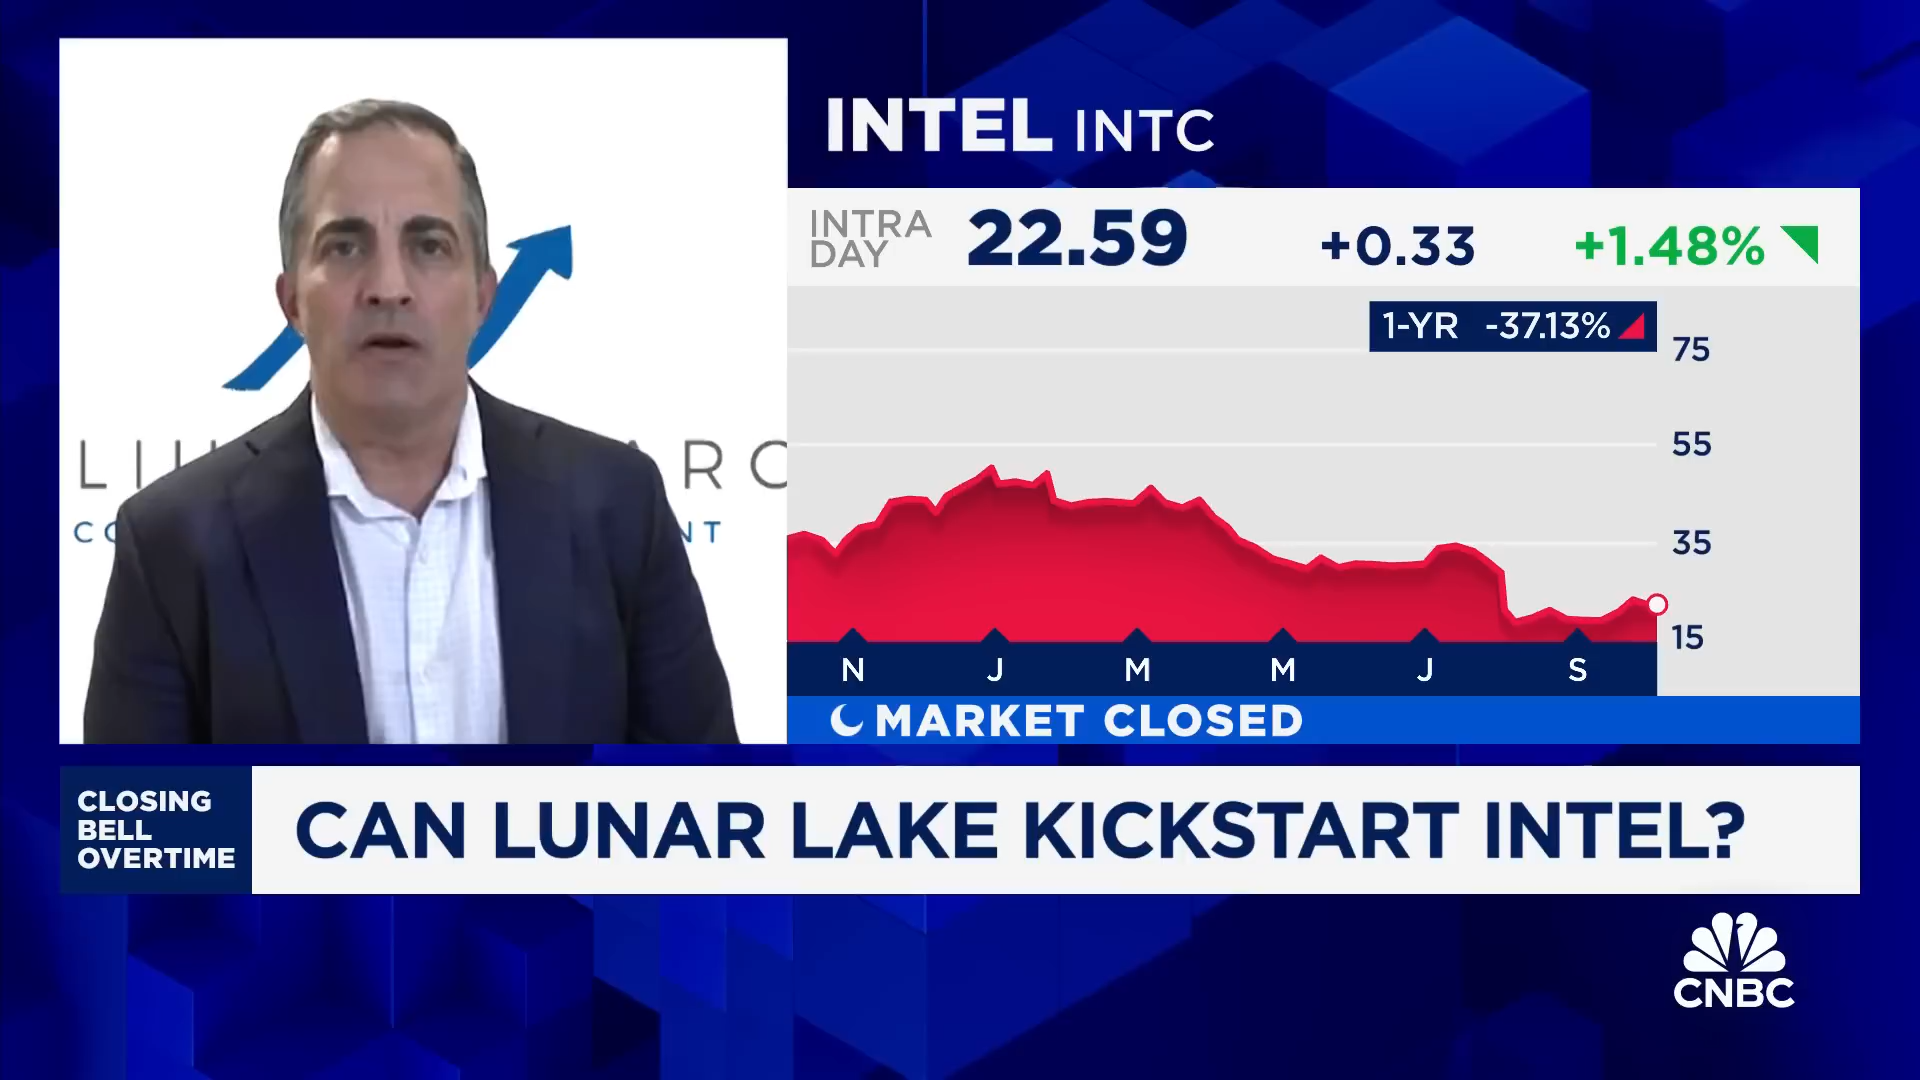 INTEL INTC
INTRA
DAY
22.59 +0.33 +1.48%
1-YR -37.13%
75
55
35
15
N J M M J S
MARKET CLOSED
CLOSING
BELL
OVERTIME
CAN LUNAR LAKE KICKSTART INTEL?
CNBC